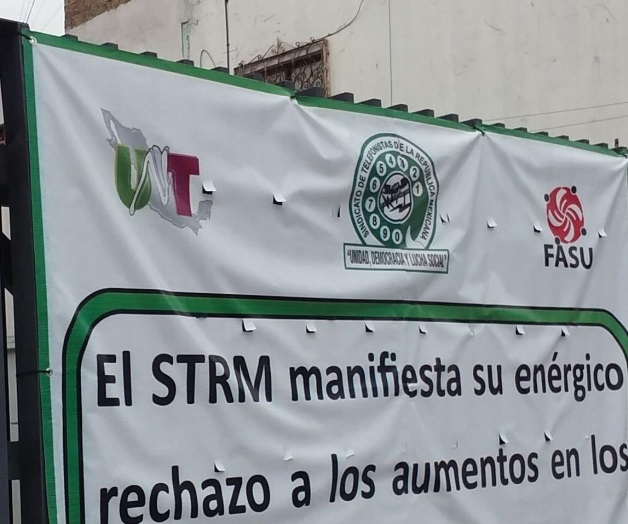 UNT
SINDICATO DE TELEFONISTAS DE LA REPUBLICA MEXICANA
"UNIDAD, DEMOCRACIA Y LUCHA SOCIAL"
FASU
El STRM manifiesta su enérgico
rechazo a los aumentos en los